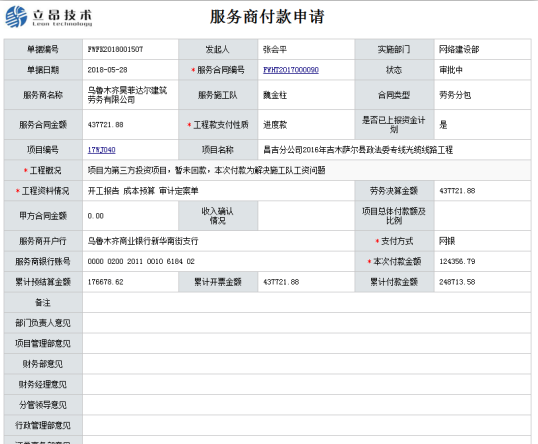 立昂技术
Leon technology
服务商付款申请
单据编号 FWFK2018001507 发起人 张会平 实施部门 网络建设部
单据日期 2018-05-28 *服务合同编号 FWHT2017000090 状态 审批中
服务商名称 乌鲁木齐昊菲达尔建筑劳务有限公司 服务施工队 魏金柱 合同类型 劳务分包
服务合同金额 437721.88 *工程款支付性质 进度款 是否已上报资金计划 是
项目编号 17WJ040 项目名称 昌吉分公司2016年吉木萨尔县政法委专线光缆线路工程
*工程概况 项目为第三方投资项目，暂未回款，本次付款为解决施工队工资问题
*工程资料情况 开工报告 成本预算 审计定案单 劳务决算金额 437721.88
甲方合同金额 0.00 收入确认情况 项目总体付款额及比例
服务商开户行 乌鲁木齐商业银行新华南街支行 *支付方式 网银
服务商银行账号 0000 0200 2011 0010 6184 02 *本次付款金额 124356.79
累计预结算金额 176678.62 累计开票金额 437721.88 累计付款金额 248713.58
备注
部门负责人意见
项目管理部意见
财务部意见
财务经理意见
分管领导意见
行政管理部意见